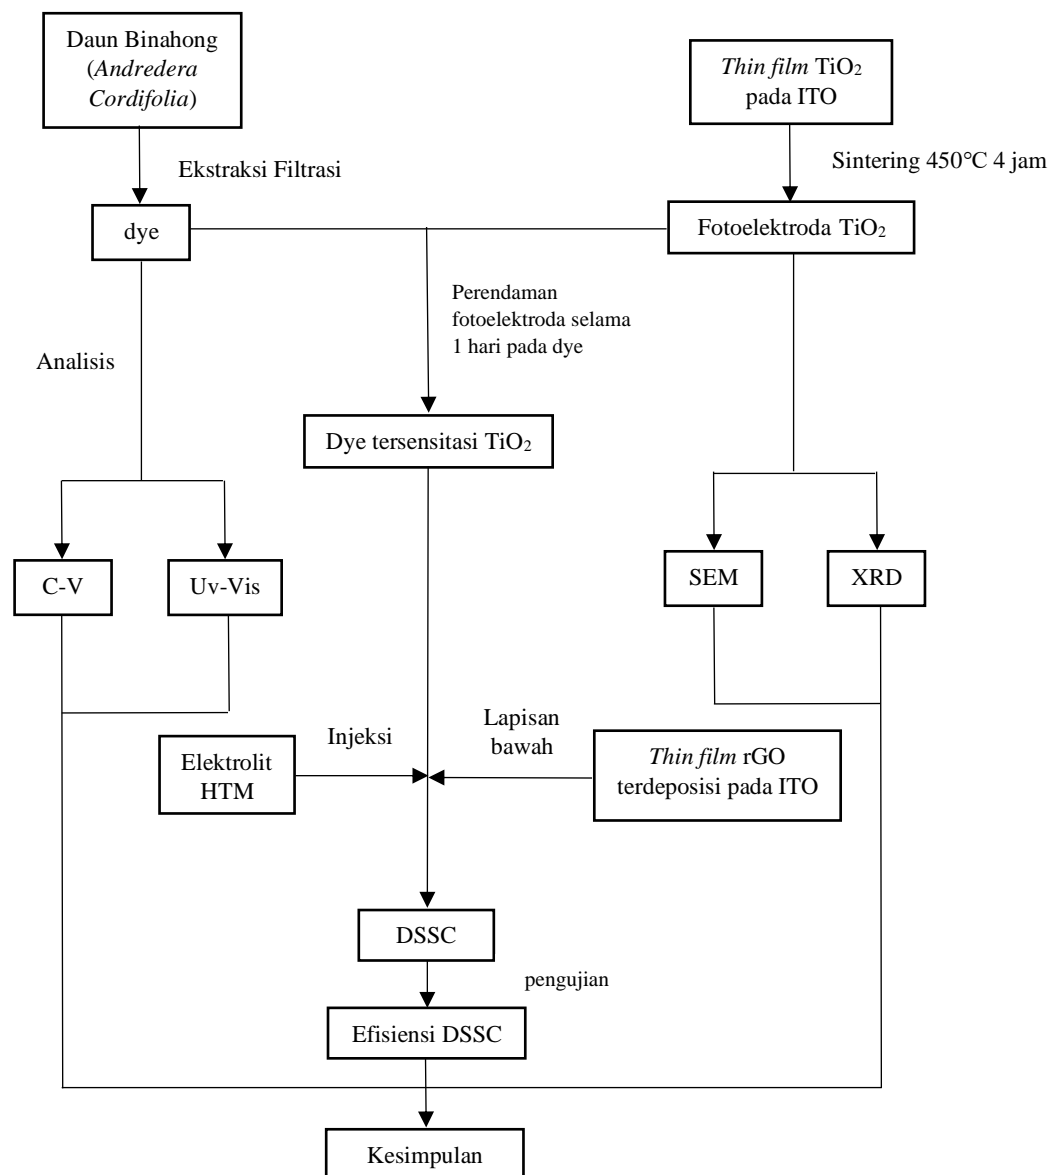 Daun Binahong
(Andredera
Cordifolia)
Thin film TiO₂
pada ITO
Ekstraksi Filtrasi
Sintering 450°C 4 jam
dye
Fotoelektroda TiO₂
Perendaman
fotoelektroda selama
1 hari pada dye
Analisis
Dye tersensitasi TiO₂
C-V
Uv-Vis
SEM
XRD
Injeksi
Lapisan
bawah
Elektrolit
HTM
Thin film rGO
terdeposisi pada ITO
DSSC
pengujian
Efisiensi DSSC
Kesimpulan